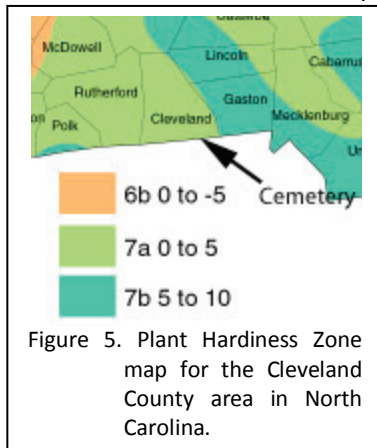 McDowell
Lincoln
Cabarrus
Rutherford
Gaston
Polk
Cleveland
Mecklenburg
Cemetery
6b 0 to -5
7a 0 to 5
7b 5 to 10
Figure 5. Plant Hardiness Zone
map for the Cleveland
County area in North
Carolina.